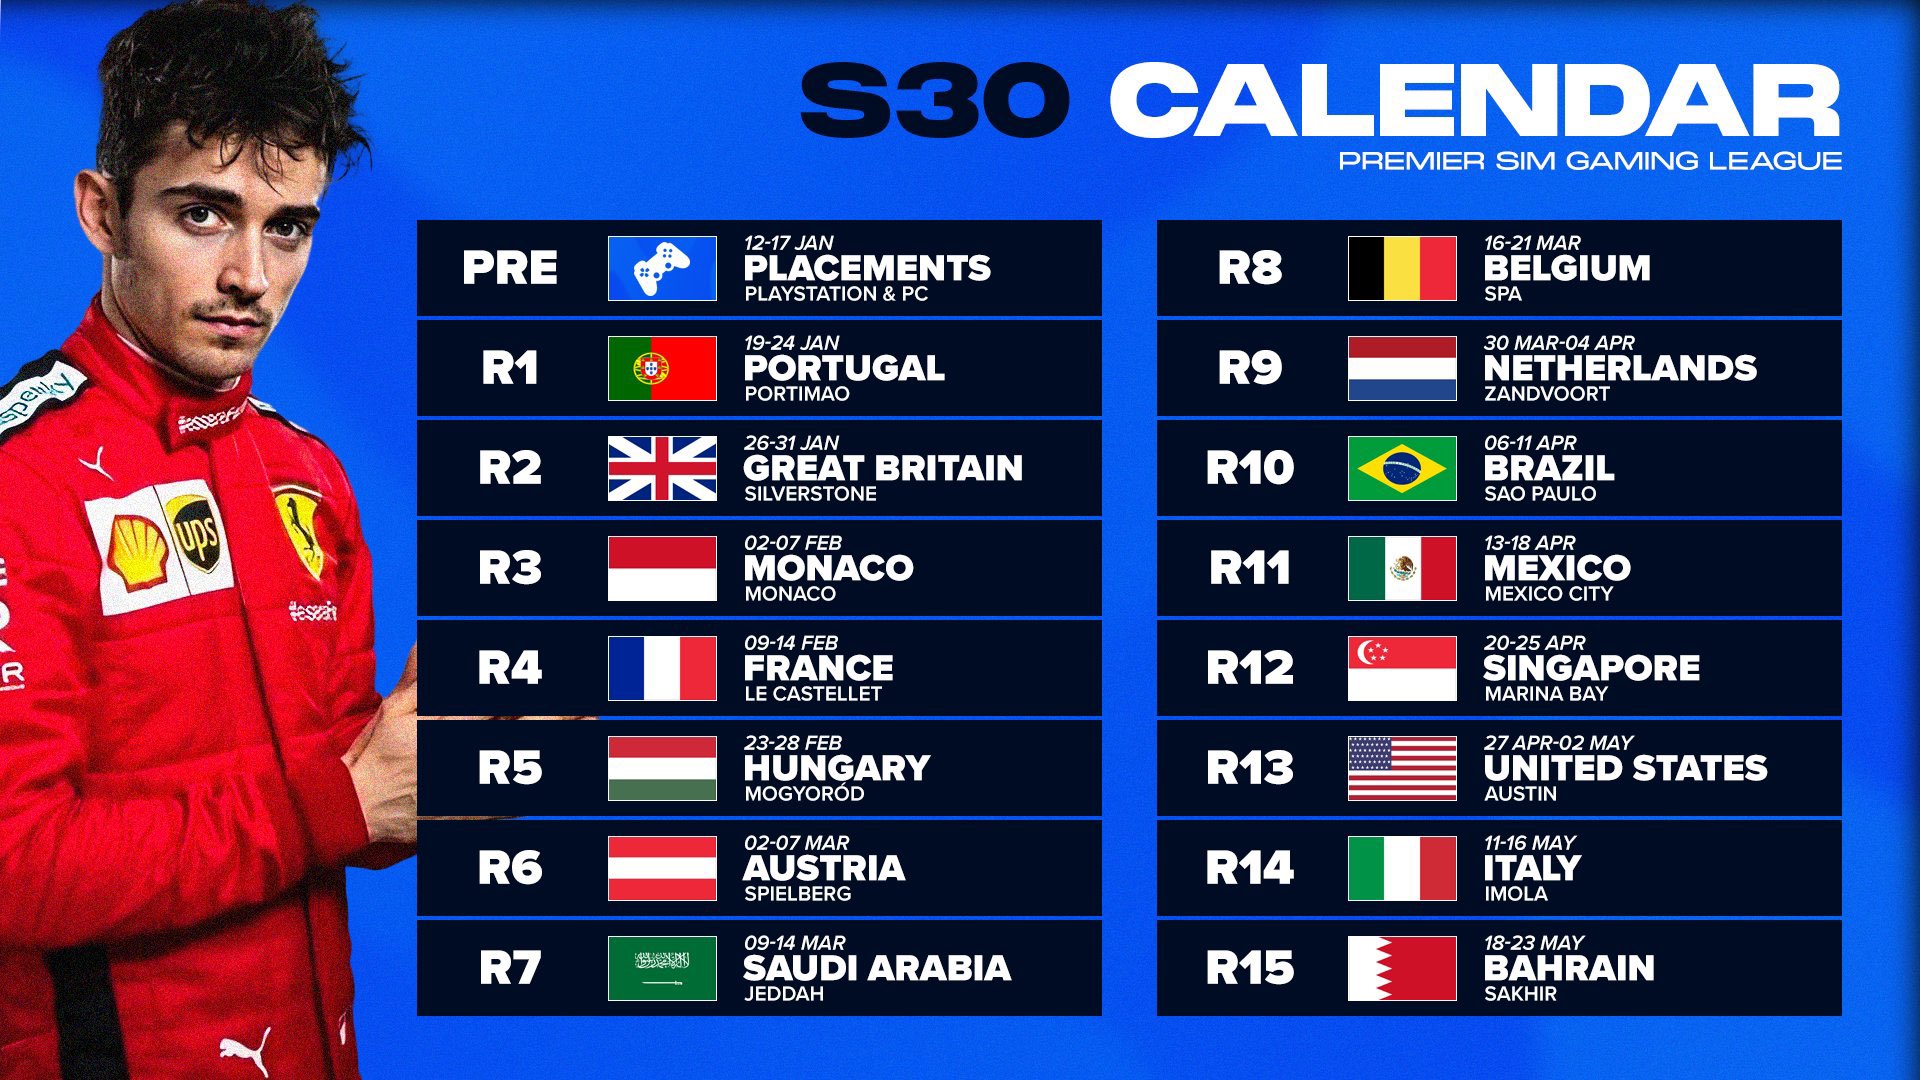 S30 CALENDAR
PREMIER SIM GAMING LEAGUE
PRE
12-17 JAN
PLACEMENTS
PLAYSTATION & PC
R1
19-24 JAN
PORTUGAL
PORTIMAO
R2
26-31 JAN
GREAT BRITAIN
SILVERSTONE
R3
02-07 FEB
MONACO
MONACO
R4
09-14 FEB
FRANCE
LE CASTELLET
R5
23-28 FEB
HUNGARY
MOGYORÓD
R6
02-07 MAR
AUSTRIA
SPIELBERG
R7
09-14 MAR
SAUDI ARABIA
JEDDAH
R8
16-21 MAR
BELGIUM
SPA
R9
30 MAR-04 APR
NETHERLANDS
ZANDVOORT
R10
06-11 APR
BRAZIL
SAO PAULO
R11
13-18 APR
MEXICO
MEXICO CITY
R12
20-25 APR
SINGAPORE
MARINA BAY
R13
27 APR-02 MAY
UNITED STATES
AUSTIN
R14
11-16 MAY
ITALY
IMOLA
R15
18-23 MAY
BAHRAIN
SAKHIR
ups